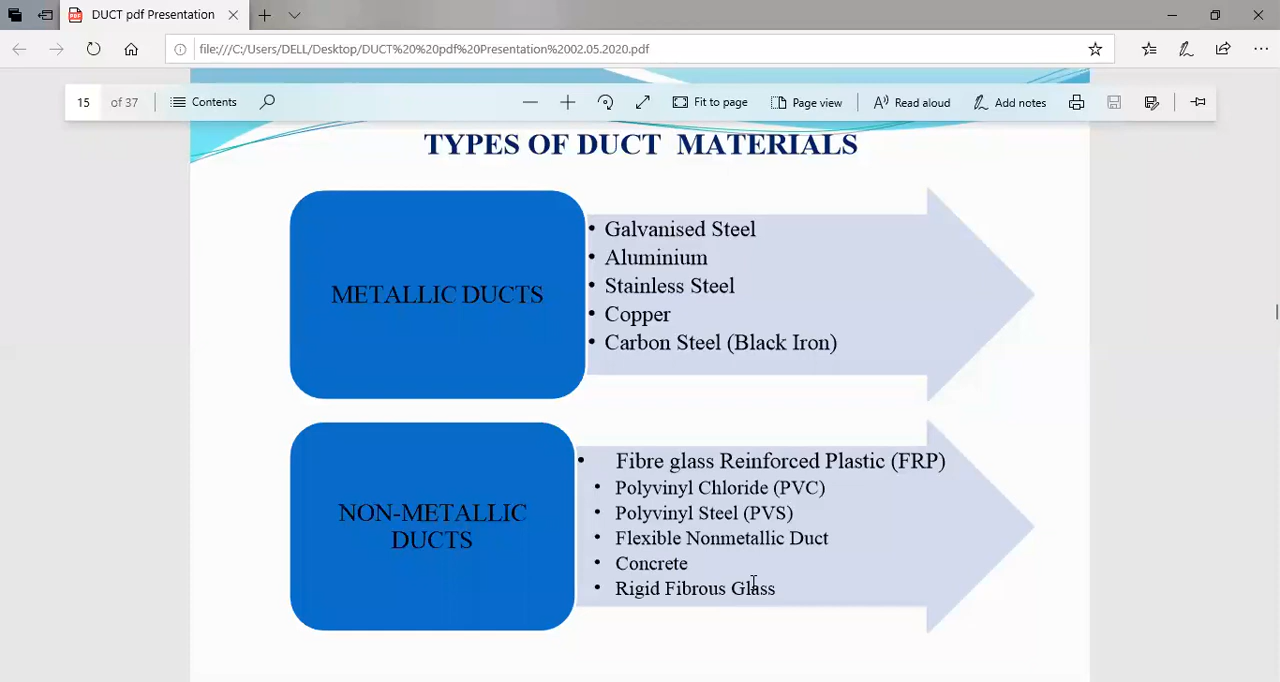 DUCT pdf Presentation
file:///C:/Users/DELL/Desktop/DUCT%20%20pdf%20Presentation%2002.05.2020.pdf
15 of 37 Contents Fit to page Page view Read aloud Add notes
TYPES OF DUCT MATERIALS
METALLIC DUCTS
• Galvanised Steel
• Aluminium
• Stainless Steel
• Copper
• Carbon Steel (Black Iron)
NON-METALLIC
DUCTS
• Fibre glass Reinforced Plastic (FRP)
• Polyvinyl Chloride (PVC)
• Polyvinyl Steel (PVS)
• Flexible Nonmetallic Duct
• Concrete
• Rigid Fibrous Glass